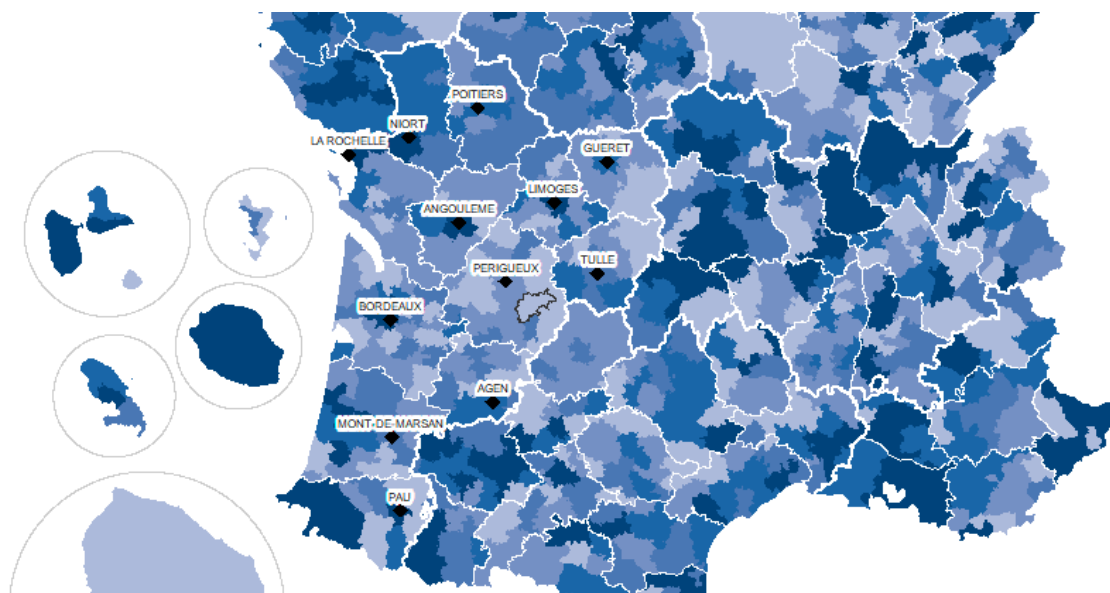 POITIERS
NIORT
LA ROCHELLE
GUERET
LIMOGES
ANGOULEME
PERIGUEUX
TULLE
BORDEAUX
AGEN
MONT-DE-MARSAN
PAU